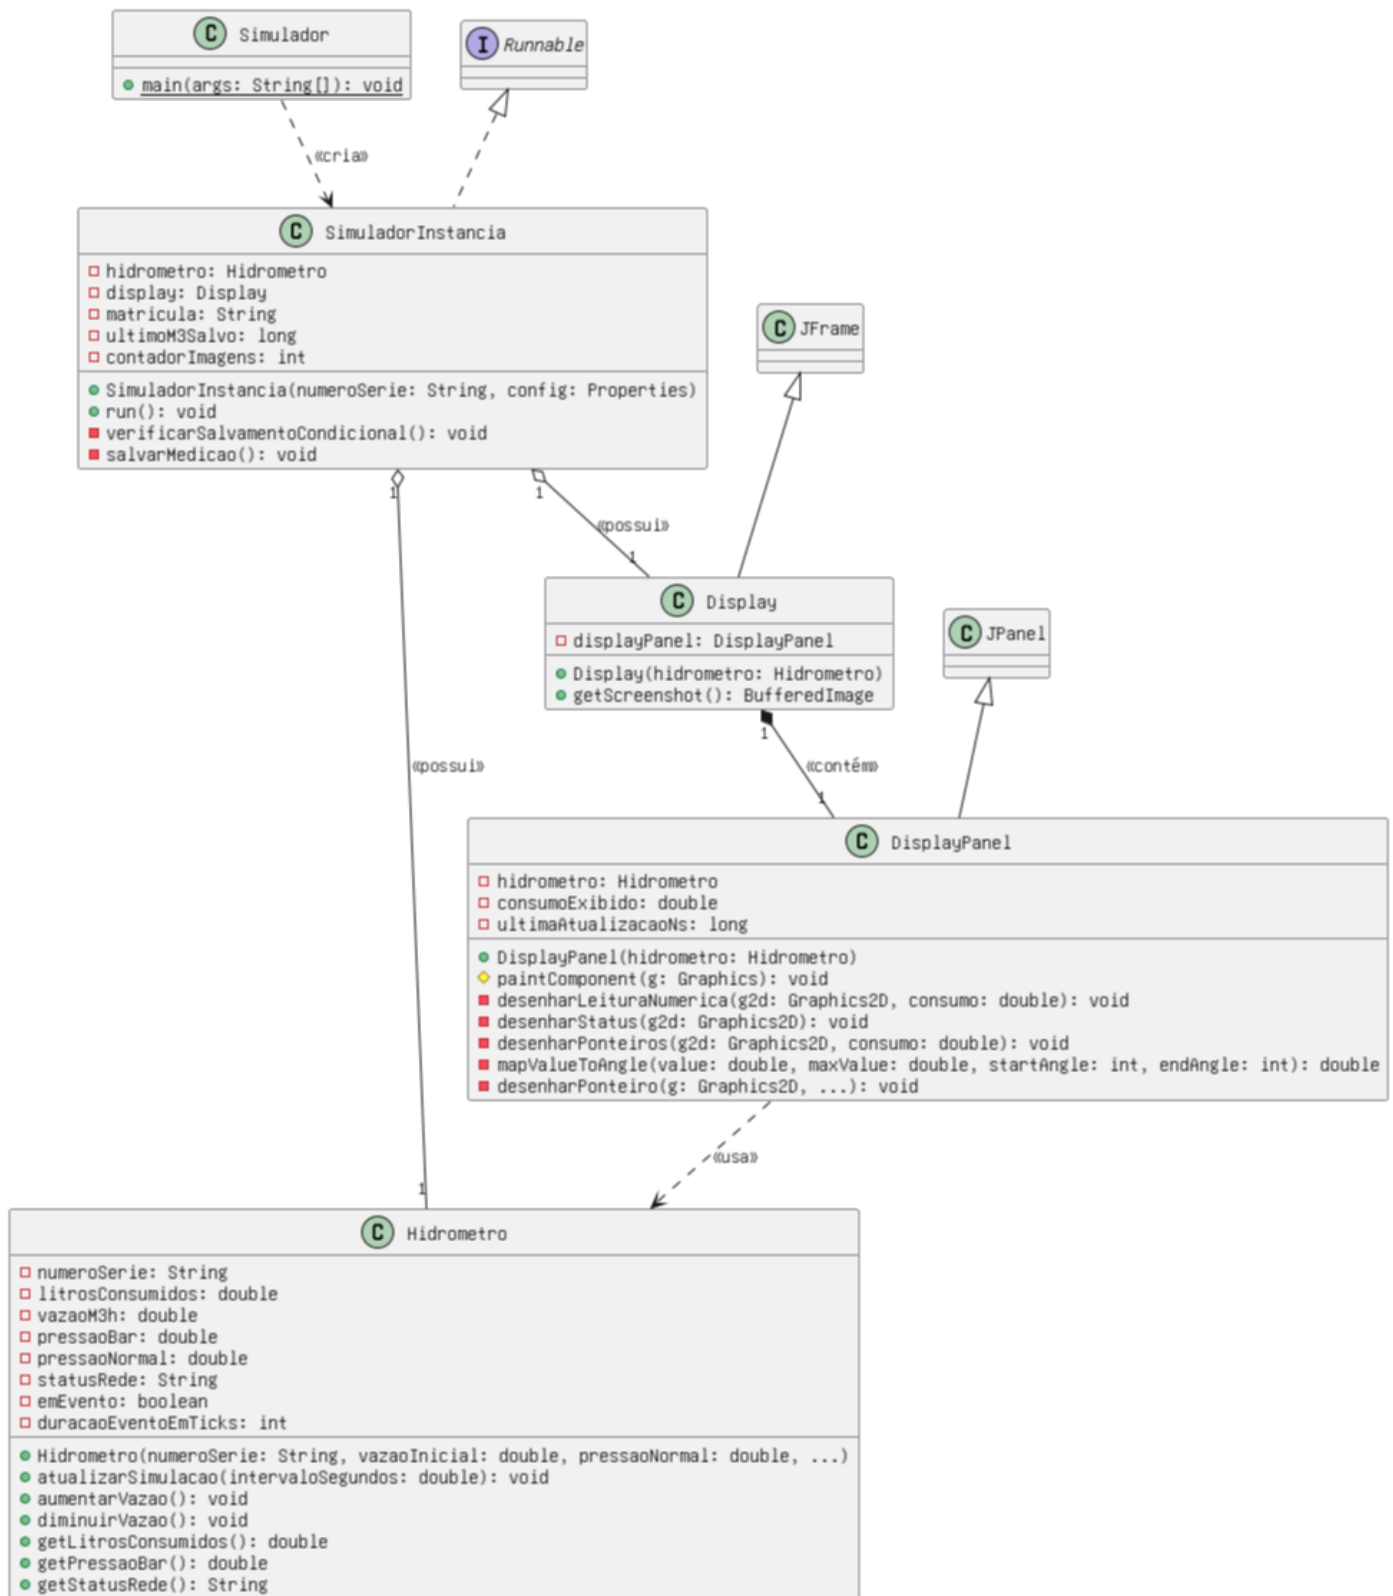 C Simulador
main(args: String[]): void
I Runnable
«cria»
C SimuladorInstancia
hidrometro: Hidrometro
display: Display
matricula: String
ultimoM3Salvo: long
contadorImagens: int
SimuladorInstancia(numeroSerie: String, config: Properties)
run(): void
verificarSalvamentoCondicional(): void
salvarMedicao(): void
C JFrame
1
1
«possui»
1
C Display
displayPanel: DisplayPanel
Display(hidrometro: Hidrometro)
getScreenshot(): BufferedImage
C JPanel
1
«possui»
«contém»
1
C DisplayPanel
hidrometro: Hidrometro
consumoExibido: double
ultimaAtualizacaoNs: long
DisplayPanel(hidrometro: Hidrometro)
paintComponent(g: Graphics): void
desenharLeituraNumerica(g2d: Graphics2D, consumo: double): void
desenharStatus(g2d: Graphics2D): void
desenharPonteiros(g2d: Graphics2D, consumo: double): void
mapValueToAngle(value: double, maxValue: double, startAngle: int, endAngle: int): double
desenharPonteiro(g: Graphics2D, ...): void
«usa»
1
C Hidrometro
numeroSerie: String
litrosConsumidos: double
vazaoM3h: double
pressaoBar: double
pressaoNormal: double
statusRede: String
emEvento: boolean
duracaoEventoEmTicks: int
Hidrometro(numeroSerie: String, vazaoInicial: double, pressaoNormal: double, ...)
atualizarSimulacao(intervaloSegundos: double): void
aumentarVazao(): void
diminuirVazao(): void
getLitrosConsumidos(): double
getPressaoBar(): double
getStatusRede(): String